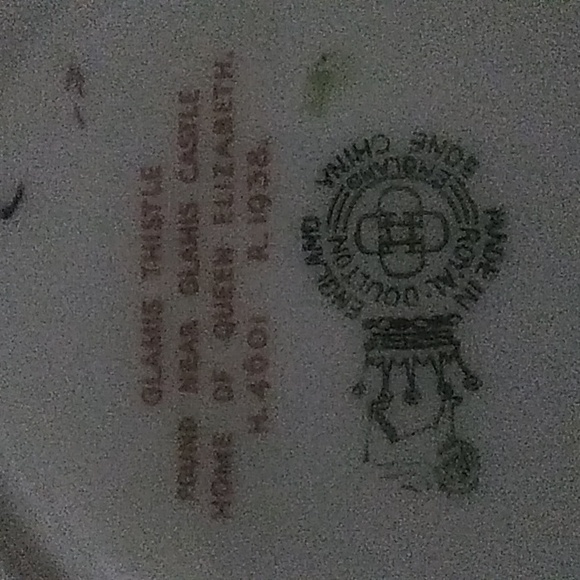 GLAMIS THISTLE
FOUND NEAR GLAMIS CASTLE
HOME OF QUEEN ELIZABETH.
H.4601 R.1938.
BONE CHINA
MADE IN
ENGLAND
ROYAL DOULTON
ENGLAND